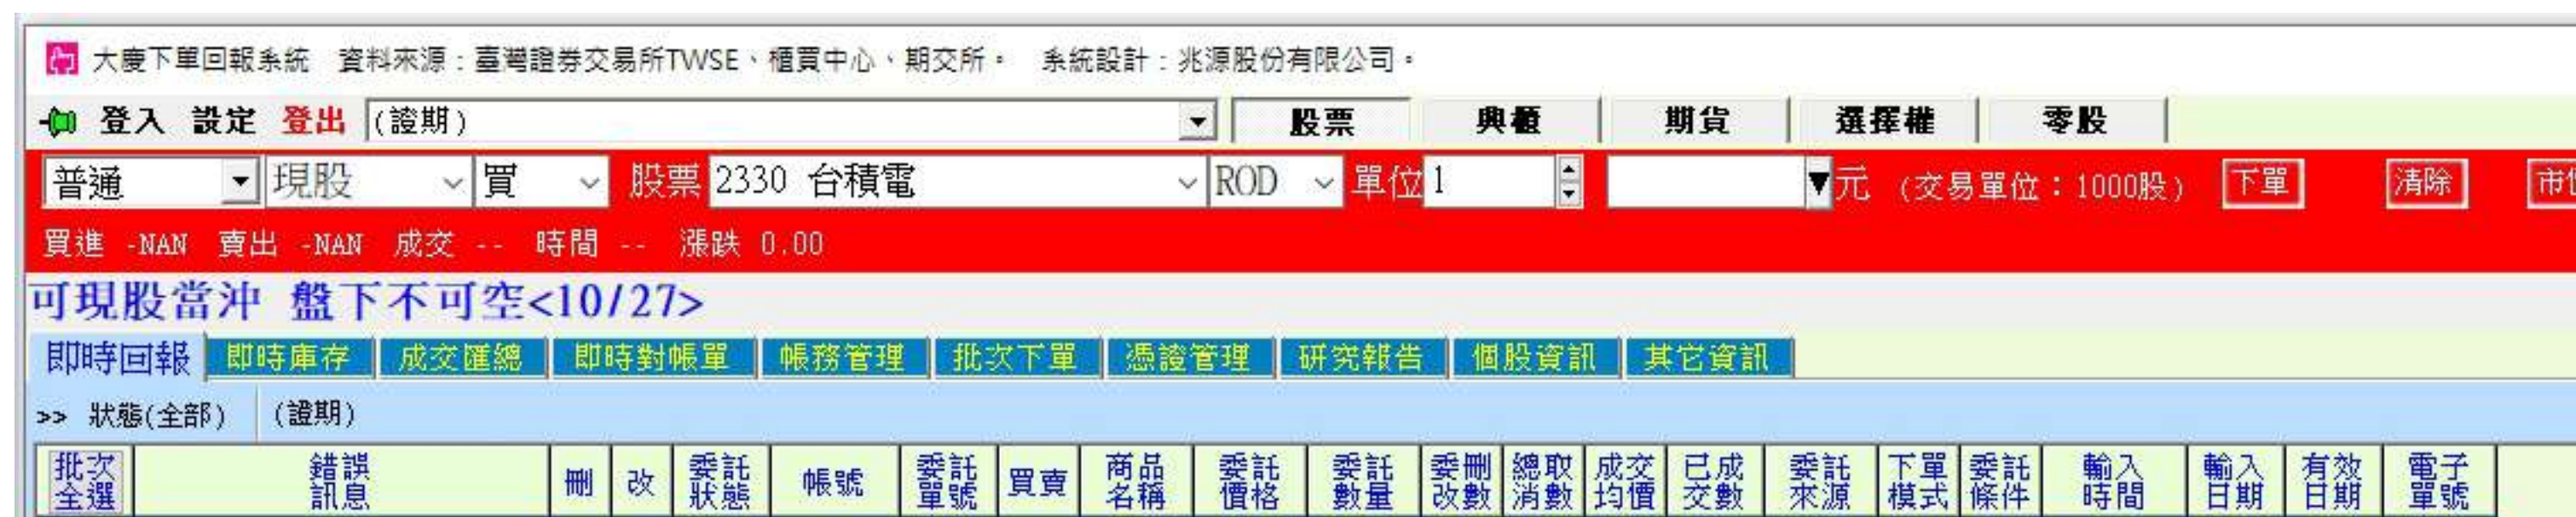 大慶下單回報系統 資料來源：臺灣證券交易所TWSE、櫃買中心、期交所。 系統設計：兆源股份有限公司。
登入 設定 登出 (證期) 股票 興櫃 期貨 選擇權 零股
普通 現股 買 股票 2330 台積電 ROD 單位 1 元 (交易單位：1000股) 下單 清除 市
買進 -NAN 賣出 -NAN 成交 -- 時間 -- 漲跌 0.00
可現股當沖 盤下不可空<10/27>
即時回報 即時庫存 成交匯總 即時對帳單 帳務管理 批次下單 憑證管理 研究報告 個股資訊 其它資訊
>> 狀態(全部) (證期)
批次全選 錯誤訊息 刪 改 委託狀態 帳號 委託單號 買賣 商品名稱 委託價格 委託數量 委刪改數 總取消數 成交均價 已成交數 委託來源 下單模式 委託條件 輸入時間 輸入日期 有效日期 電子單號